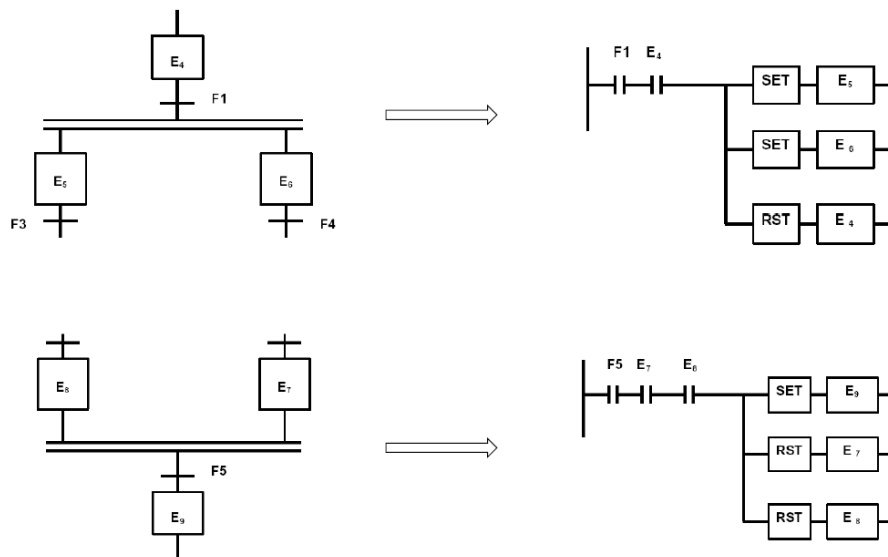 E₄
F1
E₅
E₆
F3
F4
F1 E₄
SET E₅
SET E₆
RST E₄
E₈
E₇
F5
E₉
F5 E₇ E₈
SET E₉
RST E₇
RST E₈